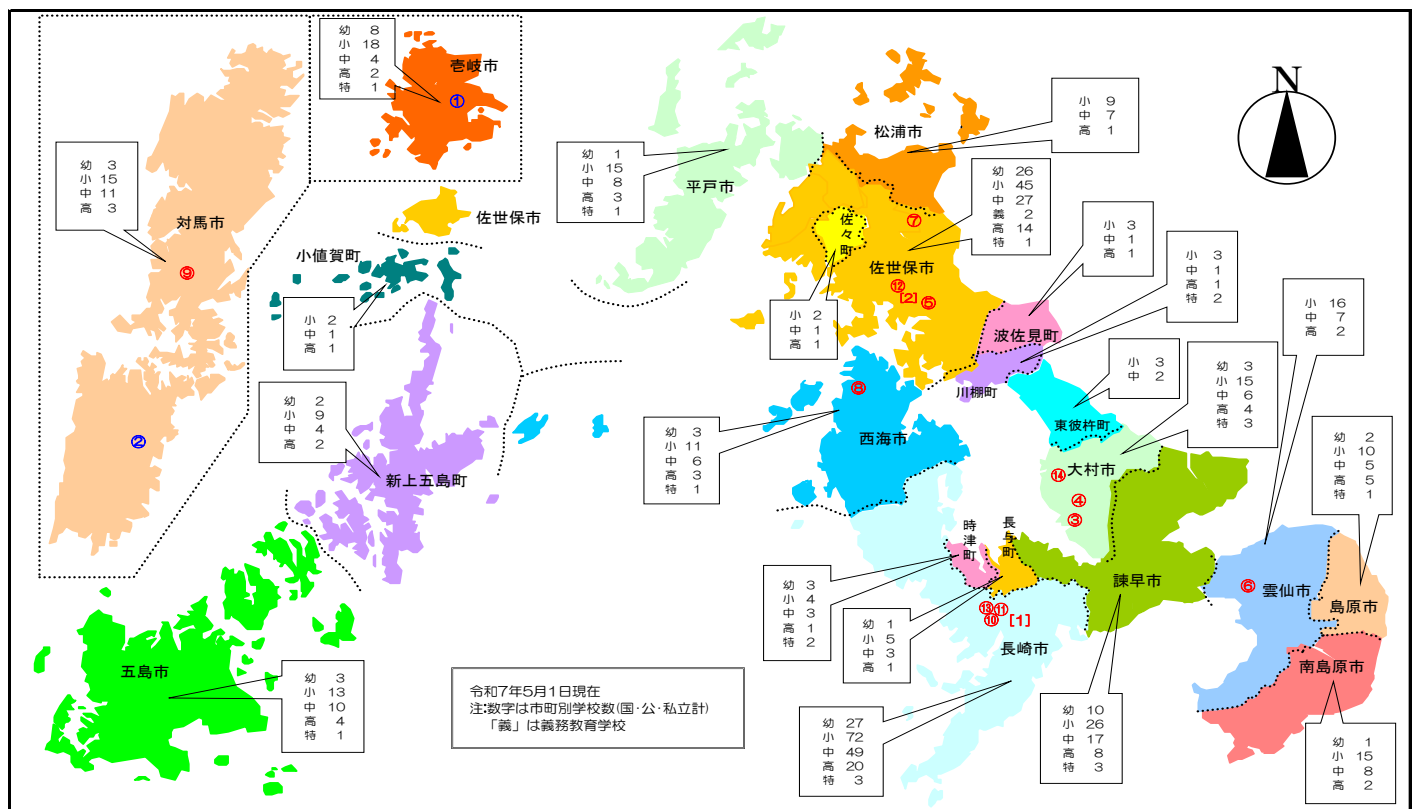 幼 8
小 18
中 4
高 2
特 1
壱岐市
①
幼 3
小 15
中 11
高 3
対馬市
⑨
②
佐世保市
小値賀町
小 2
中 1
高 1
幼 2
小 9
中 4
高 2
新上五島町
五島市
幼 3
小 13
中 10
高 4
特 1
幼 1
小 15
中 8
高 3
特 1
平戸市
松浦市
小 9
中 7
高 1
幼 26
小 45
中 27
義 2
高 14
特 1
⑦
佐々町
佐世保市
⑫
[2]
⑤
小 2
中 1
高 1
小 3
中 1
高 1
波佐見町
小 3
中 1
高 1
特 2
川棚町
小 3
中 2
東彼杵町
幼 3
小 15
中 6
高 4
特 3
大村市
⑭
④
③
小 16
中 7
高 2
N
⑧
西海市
幼 3
小 11
中 6
高 3
特 1
時津町
長与町
幼 3
小 4
中 3
高 1
特 2
幼 1
小 5
中 3
高 1
⑬
⑪
⑩
[1]
長崎市
幼 27
小 72
中 49
高 20
特 3
諫早市
幼 10
小 26
中 17
高 8
特 3
⑥
雲仙市
幼 2
小 10
中 5
高 5
特 1
島原市
南島原市
幼 1
小 15
中 8
高 2
令和7年5月1日現在
注:数字は市町別学校数(国・公・私立計)
「義」は義務教育学校